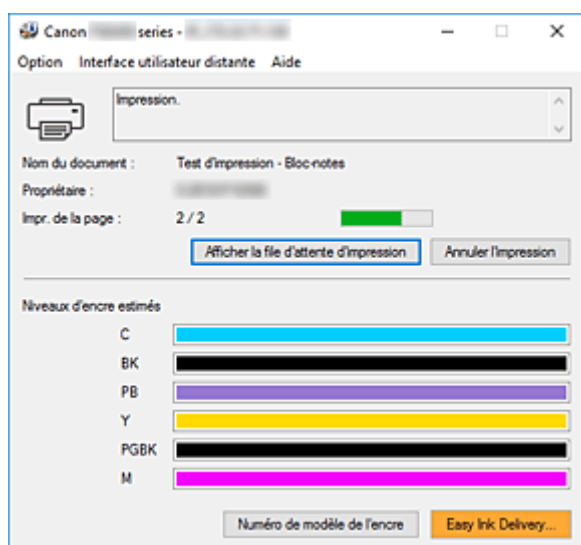 Canon series -
Option Interface utilisateur distante Aide
Impression.
Nom du document : Test d'impression - Bloc-notes
Propriétaire :
Impr. de la page : 2 / 2
Afficher la file d'attente d'impression Annuler l'Impression
Niveaux d'encre estimés
C
BK
PB
Y
PGBK
M
Numéro de modèle de l'encre Easy Ink Delivery...